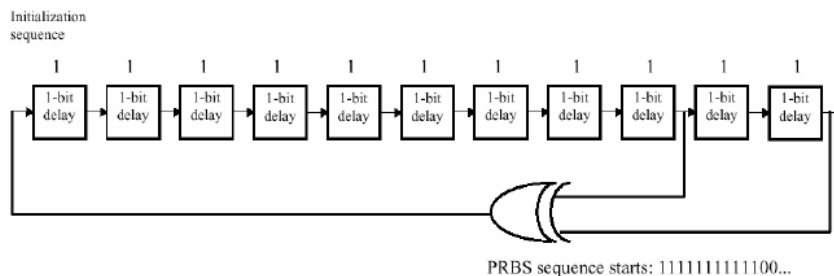 Initialization
sequence
1 1 1 1 1 1 1 1 1 1 1
1-bit 1-bit 1-bit 1-bit 1-bit 1-bit 1-bit 1-bit 1-bit 1-bit 1-bit
delay delay delay delay delay delay delay delay delay delay delay
PRBS sequence starts: 1111111111100...